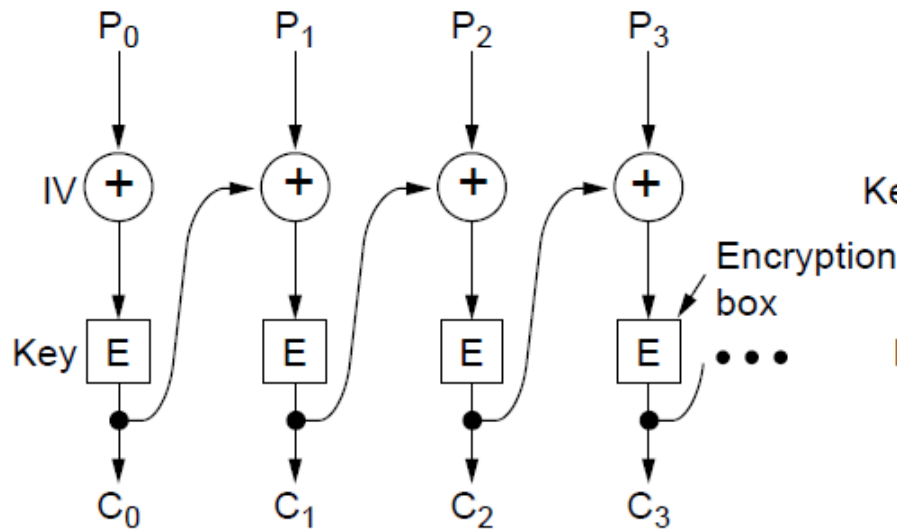 P0 P1 P2 P3
IV + + + +
Encryption
box
Key E E E E
C0 C1 C2 C3